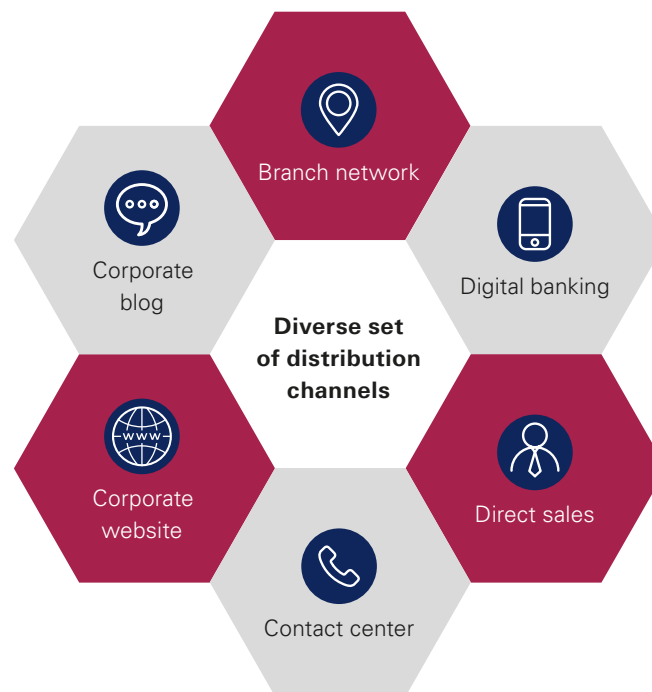 Branch network
Digital banking
Direct sales
Contact center
WWW
Corporate
website
Corporate
blog
Diverse set
of distribution
channels